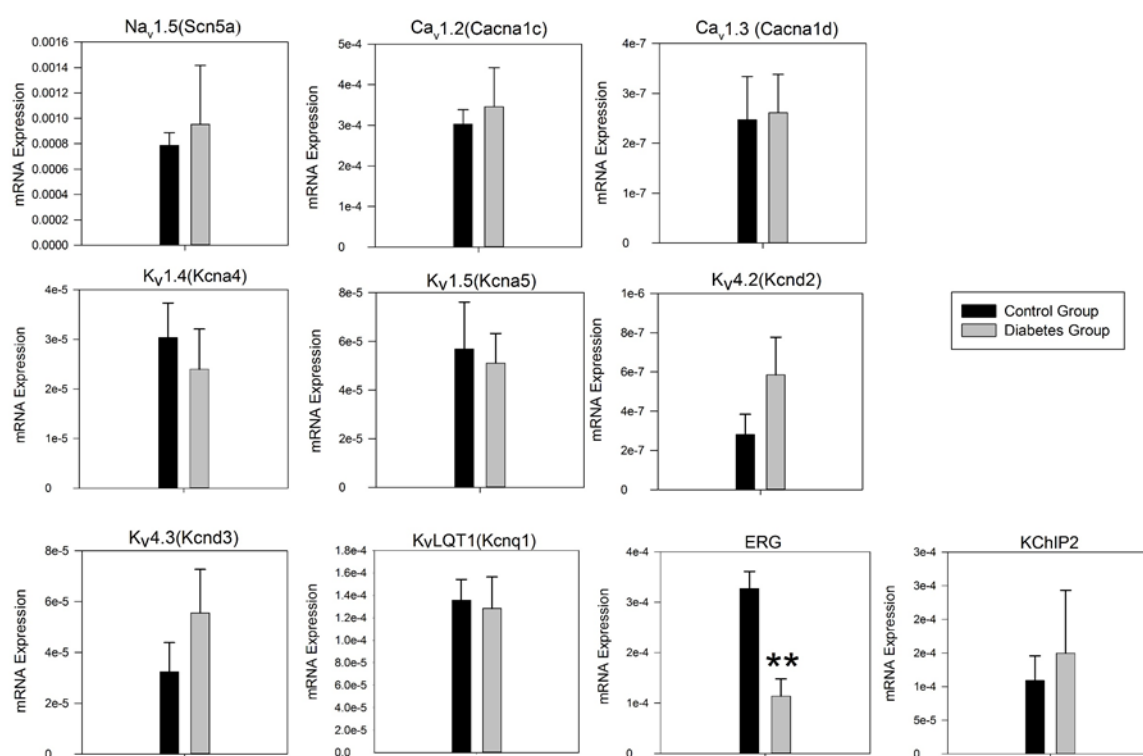 Nav1.5(Scn5a)
mRNA Expression
0.0016
0.0014
0.0012
0.0010
0.0008
0.0006
0.0004
0.0002
0.0000
Cav1.2(Cacna1c)
mRNA Expression
5e-4
4e-4
3e-4
2e-4
1e-4
0
Cav1.3 (Cacna1d)
mRNA Expression
4e-7
3e-7
2e-7
1e-7
0
KV1.4(Kcna4)
mRNA Expression
4e-5
3e-5
2e-5
1e-5
0
KV1.5(Kcna5)
mRNA Expression
8e-5
6e-5
4e-5
2e-5
0
KV4.2(Kcnd2)
mRNA Expression
1e-6
8e-7
6e-7
4e-7
2e-7
0
Control Group
Diabetes Group
KV4.3(Kcnd3)
mRNA Expression
8e-5
6e-5
4e-5
2e-5
0
KvLQT1(Kcnq1)
mRNA Expression
1.8e-4
1.6e-4
1.4e-4
1.2e-4
1.0e-4
8.0e-5
6.0e-5
4.0e-5
2.0e-5
0.0
ERG
mRNA Expression
4e-4
3e-4
2e-4
1e-4
0
**
KChIP2
mRNA Expression
3e-4
3e-4
2e-4
2e-4
1e-4
5e-5
0